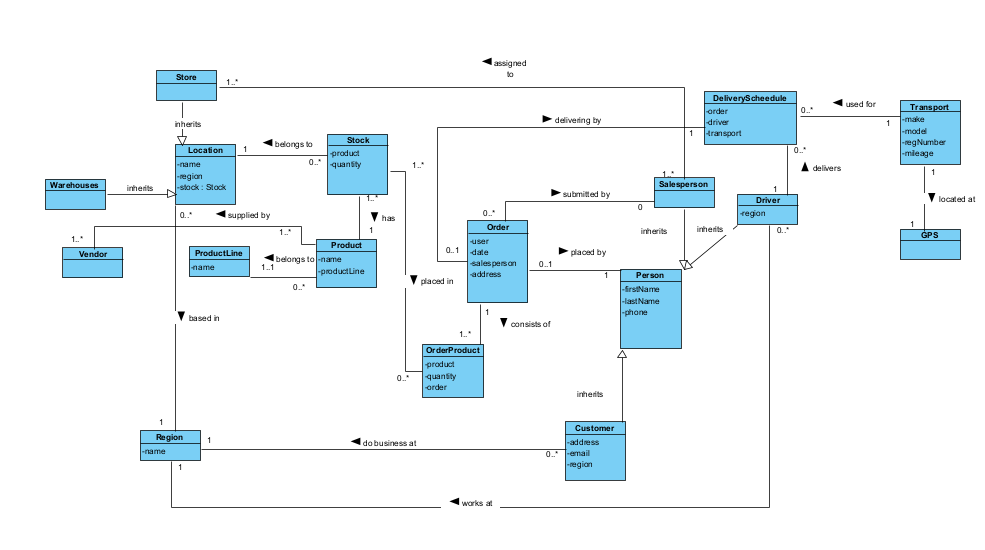 assigned
to
Store
1..*
DeliveryScheedule
-order
-driver
-transport
0..*
used for
1
Transport
-make
-model
-regNumber
-mileage
delivering by
1
inherits
Location
-name
-region
-stock : Stock
1
belongs to
0..*
Stock
-product
-quantity
1..*
1..*
0..*
delivers
1
Driver
-region
0..*
1
located at
1
GPS
Warehouses
inherits
1..*
Salesperson
submitted by
0
0..*
supplied by
1..*
has
1
0..*
Order
-user
-date
-salesperson
-address
0..1
inherits
inherits
1..*
Vendor
ProductLine
-name
belongs to
1..1
0..*
Product
-name
-productLine
placed by
0..1
1
Person
-firstName
-lastName
-phone
placed in
based in
1
consists of
1..*
OrderProduct
-product
-quantity
-order
0..*
inherits
1
Region
-name
1
do business at
0..*
Customer
-address
-email
-region
1
works at